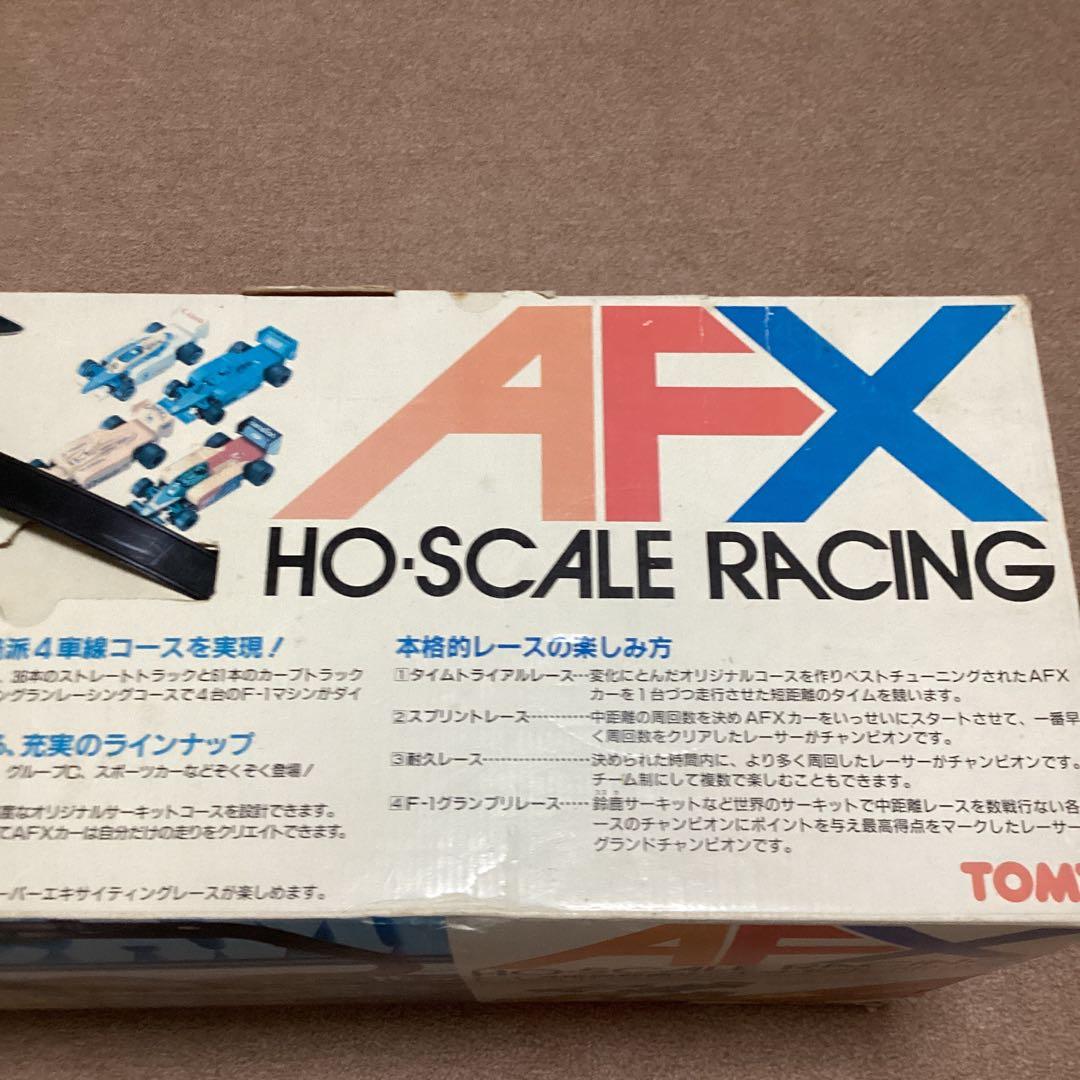 AFX
HO·SCALE RACING
派4車線コースを実現!
、36本のストレートトラックと61本のカーブトラック
ングランレーシングコースで4台のF-1マシンがダイ
、充実のラインナップ
グループC、スポーツカーなどぞくぞく登場!
度なオリジナルサーキットコースを設計できます。
てAFXカーは自分だけの走りをクリエイトできます。
ーパーエキサイティングレースが楽しめます。
本格的レースの楽しみ方
1タイムトライアルレース…変化にとんだオリジナルコースを作りベストチューニングされたAFX
カーを1台づつ走行させた短距離のタイムを競います。
2スプリントレース…………中距離の周回数を決めAFXカーをいっせいにスタートさせて、一番早
く周回数をクリアしたレーサーがチャンピオンです。
3耐久レース…………………決められた時間内に、より多く周回したレーサーがチャンピオンです。
チーム制にして複数で楽しむこともできます。
4F-1グランプリレース……鈴鹿サーキットなど世界のサーキットで中距離レースを数戦行ない各
ースのチャンピオンにポイントを与え最高得点をマークしたレーサー
グランドチャンピオンです。
TOMY
AFX
HO·SCALE